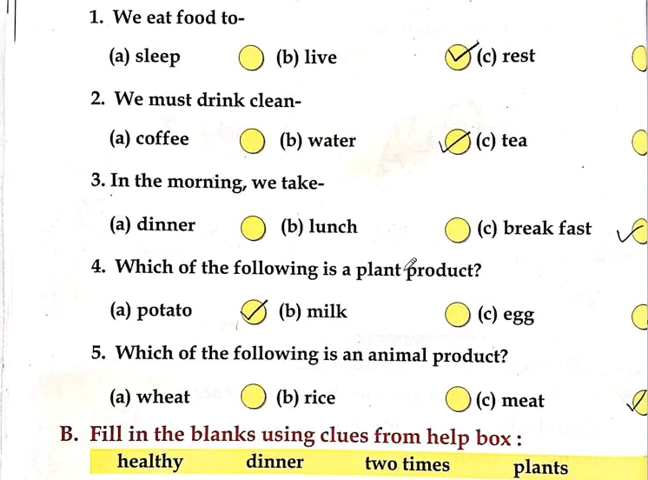 1. We eat food to-
(a) sleep (b) live (c) rest
2. We must drink clean-
(a) coffee (b) water (c) tea
3. In the morning, we take-
(a) dinner (b) lunch (c) break fast
4. Which of the following is a plant product?
(a) potato (b) milk (c) egg
5. Which of the following is an animal product?
(a) wheat (b) rice (c) meat
B. Fill in the blanks using clues from help box :
healthy dinner two times plants